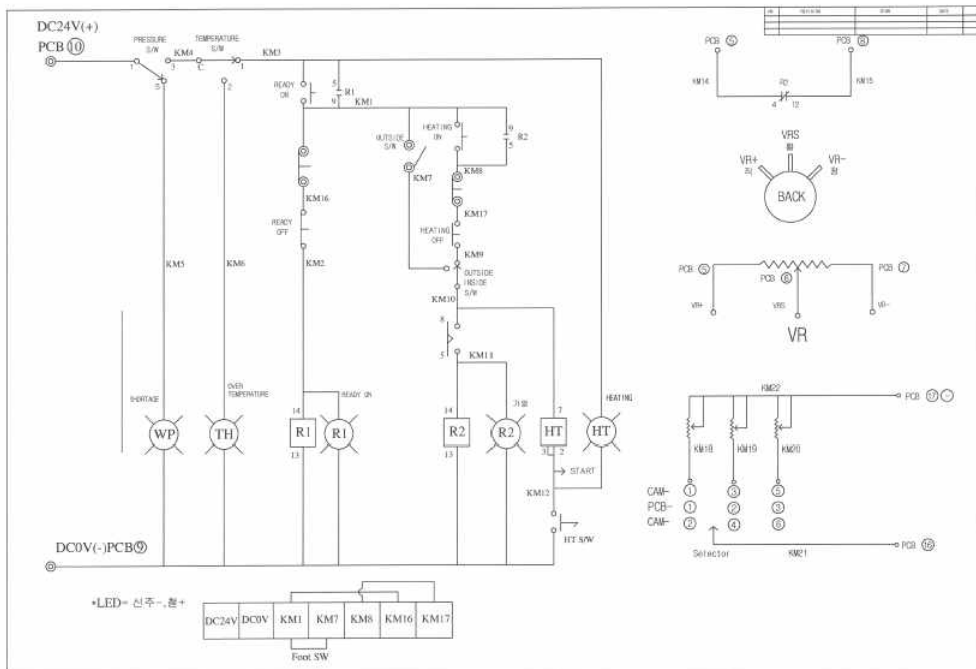 DC24V(+)
PCB ⑩
PRESSURE
S/W
KM4
TEMPERATURE
S/W
KM3
1
3
C
1
5
2
READY
ON
5
9
R1
KM1
OUTSIDE
S/W
HEATING
ON
9
5
R2
KM7
KM8
KM16
KM17
READY
OFF
HEATING
OFF
KM5
KM6
KM2
KM9
OUTSIDE
INSIDE
S/W
KM10
8
5
KM11
SHORTAGE
OVER
TEMPERATURE
READY ON
HEATING
14
14
7
WP
TH
R1
R1
R2
R2
HT
HT
13
13
3
2
START
KM12
HT S/W
DC0V(-)PCB⑨
*LED= 신주-,철+
DC24V
DC0V
KM1
KM7
KM8
KM16
KM17
Foot SW
PCB ⑤
PCB ⑧
KM14
R2
KM15
4
12
VRS
VR+
VR-
BACK
PCB ⑤
PCB ⑥
PCB ⑦
VR+
VRS
VR-
VR
KM22
PCB ⑰ -
KM18
KM19
KM20
CAM- ① ③ ⑤
PCB- ① ② ③
CAM- ② ④ ⑥
Selector
KM21
PCB ⑯